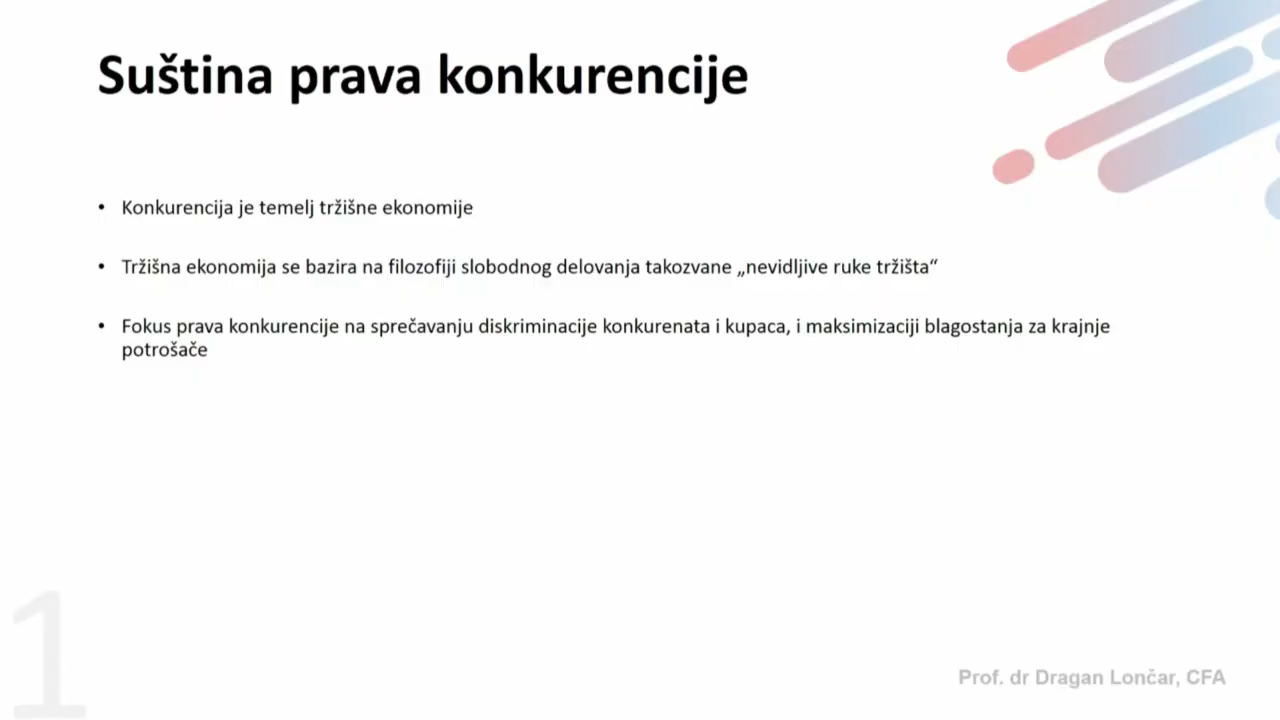 Suština prava konkurencije
• Konkurencija je temelj tržišne ekonomije
• Tržišna ekonomija se bazira na filozofiji slobodnog delovanja takozvane „nevidljive ruke tržišta“
• Fokus prava konkurencije na sprečavanju diskriminacije konkurenata i kupaca, i maksimizaciji blagostanja za krajnje
potrošače
1
Prof. dr Dragan Lončar, CFA